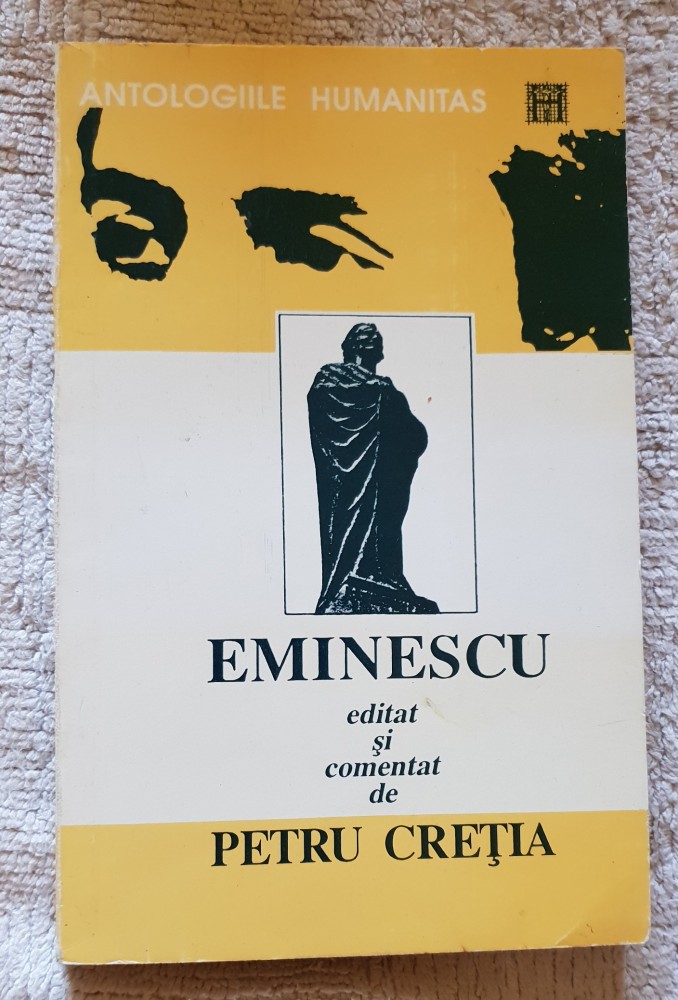 ANTOLOGIILE HUMANITAS
EMINESCU
editat
şi
comentat
de
PETRU CREŢIA